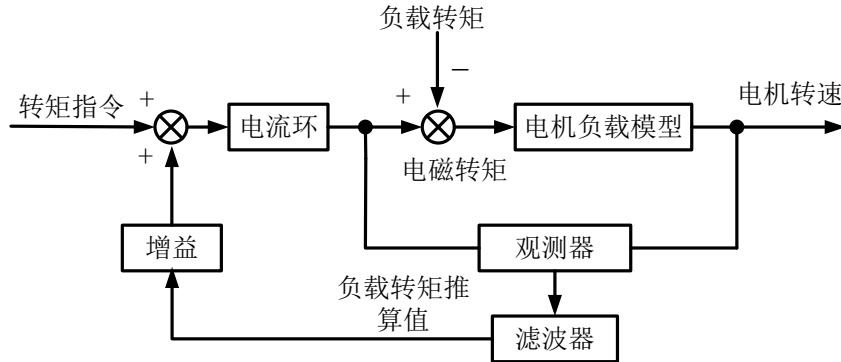 负载转矩
转矩指令
+
+
电流环
+
−
电磁转矩
电机负载模型
电机转速
增益
观测器
负载转矩推
算值
滤波器